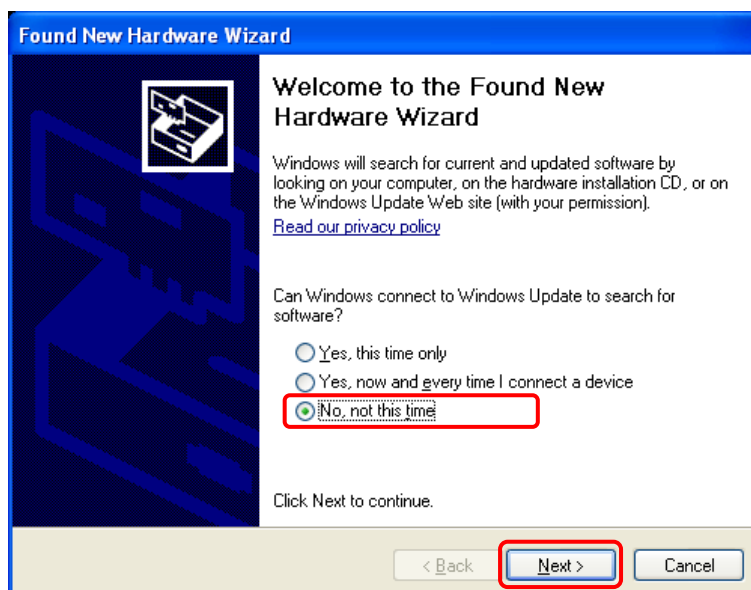 Found New Hardware Wizard
Welcome to the Found New
Hardware Wizard
Windows will search for current and updated software by
looking on your computer, on the hardware installation CD, or on
the Windows Update Web site (with your permission).
Read our privacy policy
Can Windows connect to Windows Update to search for
software?
Yes, this time only
Yes, now and every time I connect a device
No, not this time
Click Next to continue.
< Back
Next >
Cancel